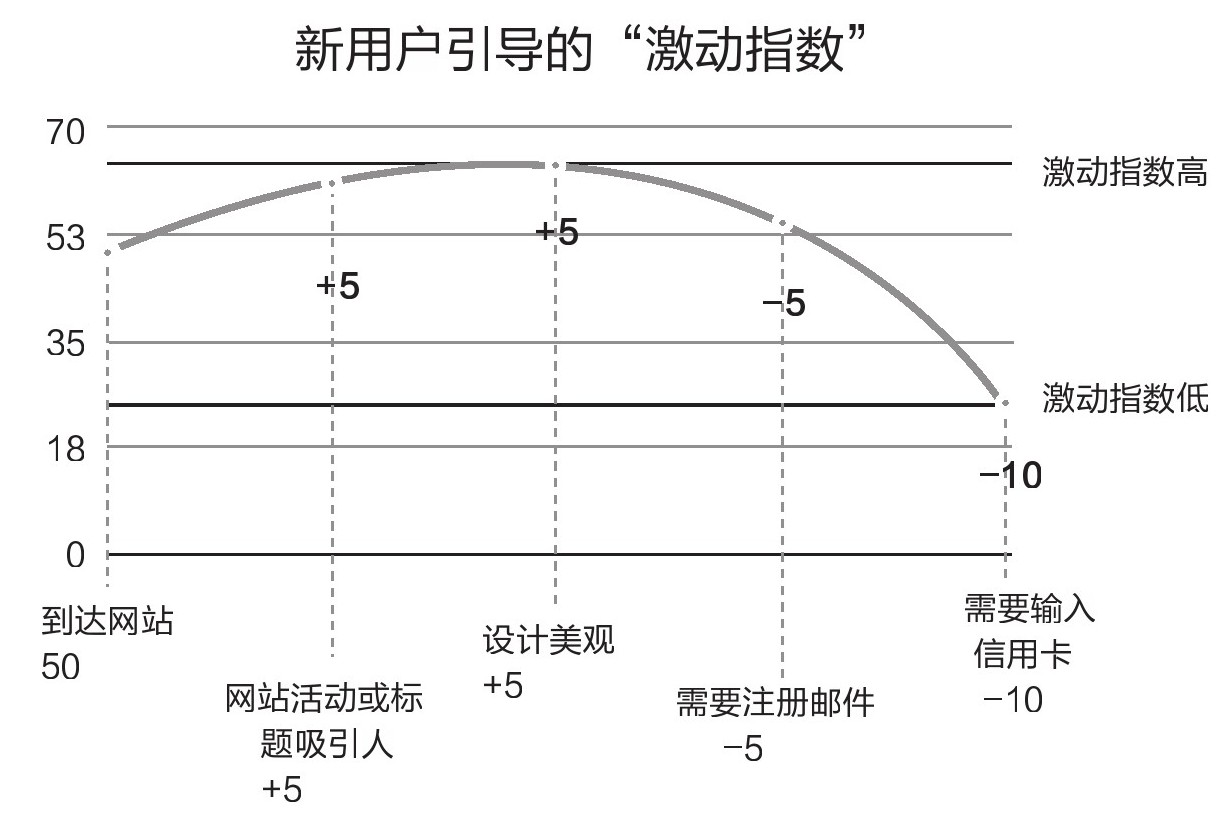 新用户引导的“激动指数”
70
激动指数高
53
+5
+5
−5
35
激动指数低
18
−10
0
到达网站
50
网站活动或标
题吸引人
+5
设计美观
+5
需要注册邮件
−5
需要输入
信用卡
−10